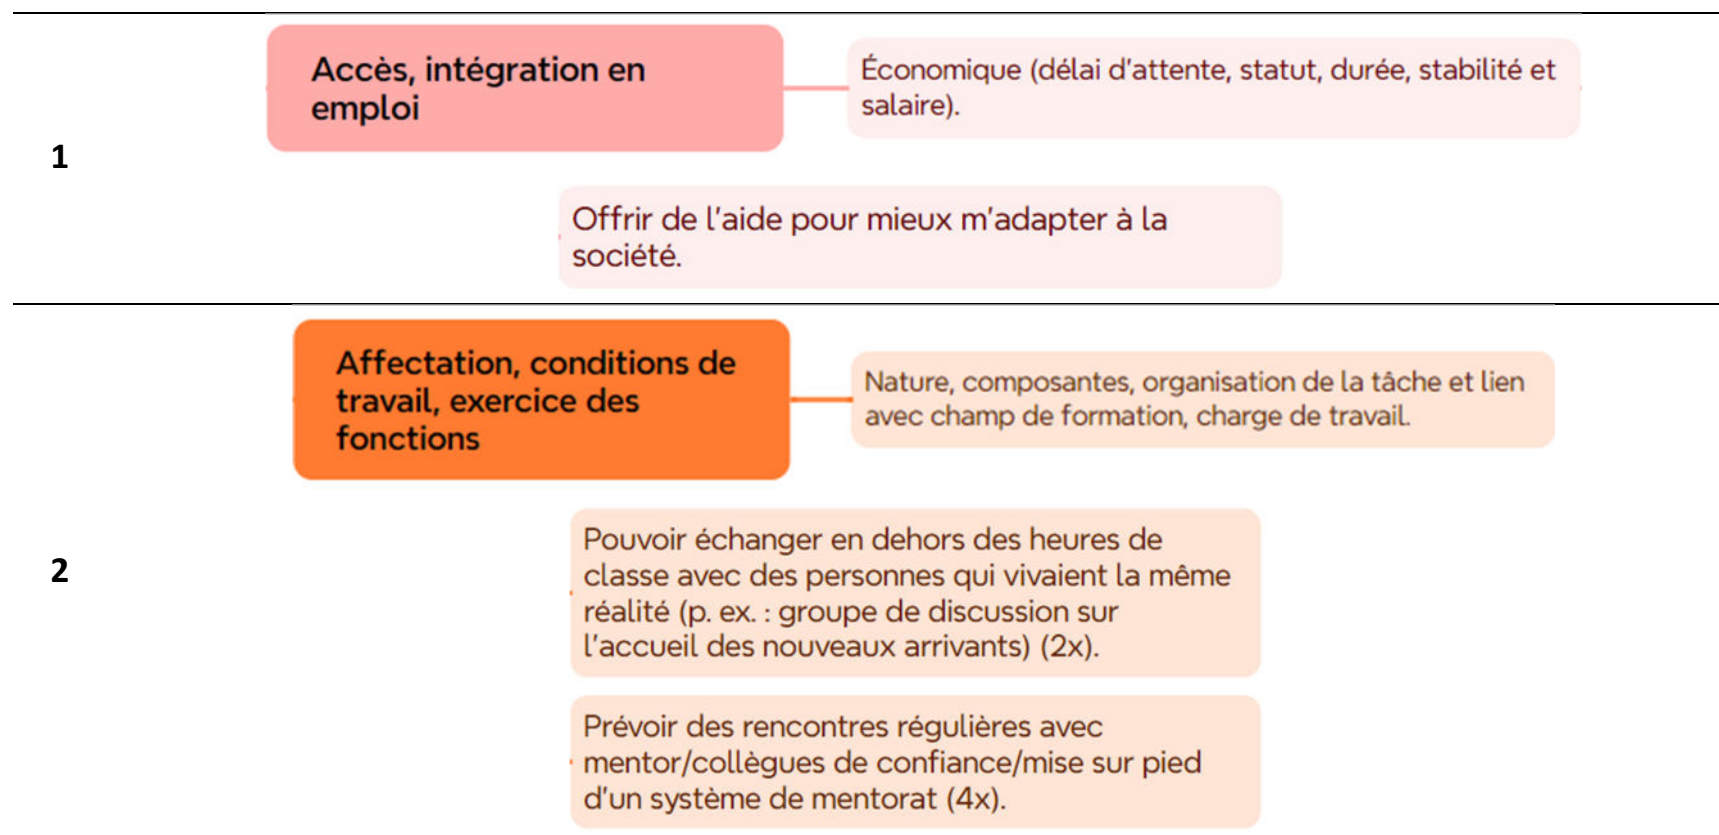 1
Accès, intégration en
emploi
Économique (délai d'attente, statut, durée, stabilité et
salaire).
Offrir de l'aide pour mieux m'adapter à la
société.
2
Affectation, conditions de
travail, exercice des
fonctions
Nature, composantes, organisation de la tâche et lien
avec champ de formation, charge de travail.
Pouvoir échanger en dehors des heures de
classe avec des personnes qui vivaient la même
réalité (p. ex. : groupe de discussion sur
l'accueil des nouveaux arrivants) (2x).
Prévoir des rencontres régulières avec
mentor/collègues de confiance/mise sur pied
d'un système de mentorat (4x).